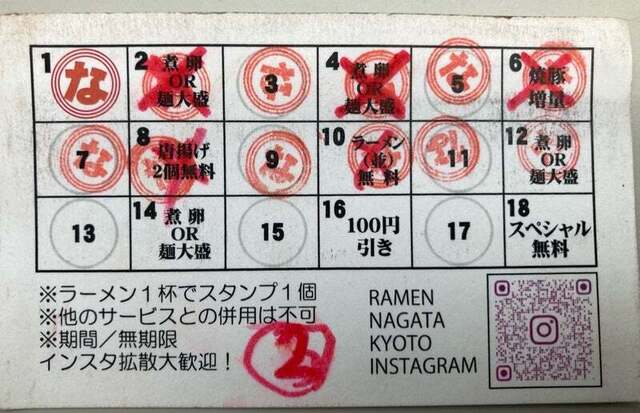 1 な
2 煮卵
OR
麺大盛
3 な
4 煮卵
OR
麺大盛
5 な
6 焼豚
増量
7 な
8 唐揚げ
2個無料
9 な
10 ラーメン
(並)
無料
11 な
12 煮卵
OR
麺大盛
13
14 煮卵
OR
麺大盛
15
16 100円
引き
17
18 スペシャル
無料
※ラーメン1杯でスタンプ1個
※他のサービスとの併用は不可
※期間/無期限
インスタ拡散大歓迎!
2
RAMEN
NAGATA
KYOTO
INSTAGRAM